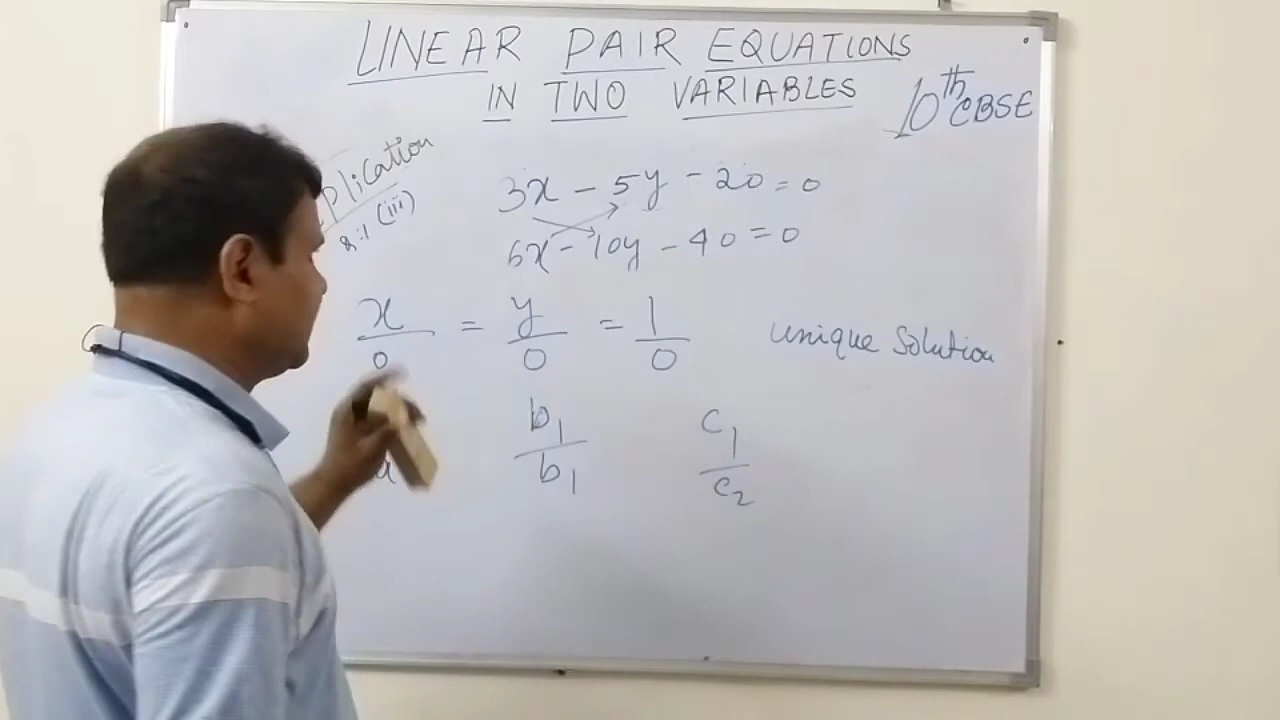 LINEAR PAIR EQUATIONS
IN TWO VARIABLES
10th CBSE
plication
(iii)
3x - 5y - 20 = 0
6x - 10y - 40 = 0
x/0 = y/0 = 1/0
unique solution
b1/b1 c1/c2